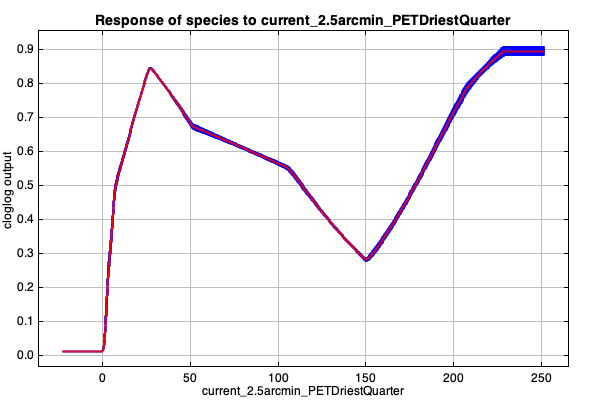 Response of species to current_2.5arcmin_PETDriestQuarter
cloglog output
0.9
0.8
0.7
0.6
0.5
0.4
0.3
0.2
0.1
0.0
0 50 100 150 200 250
current_2.5arcmin_PETDriestQuarter